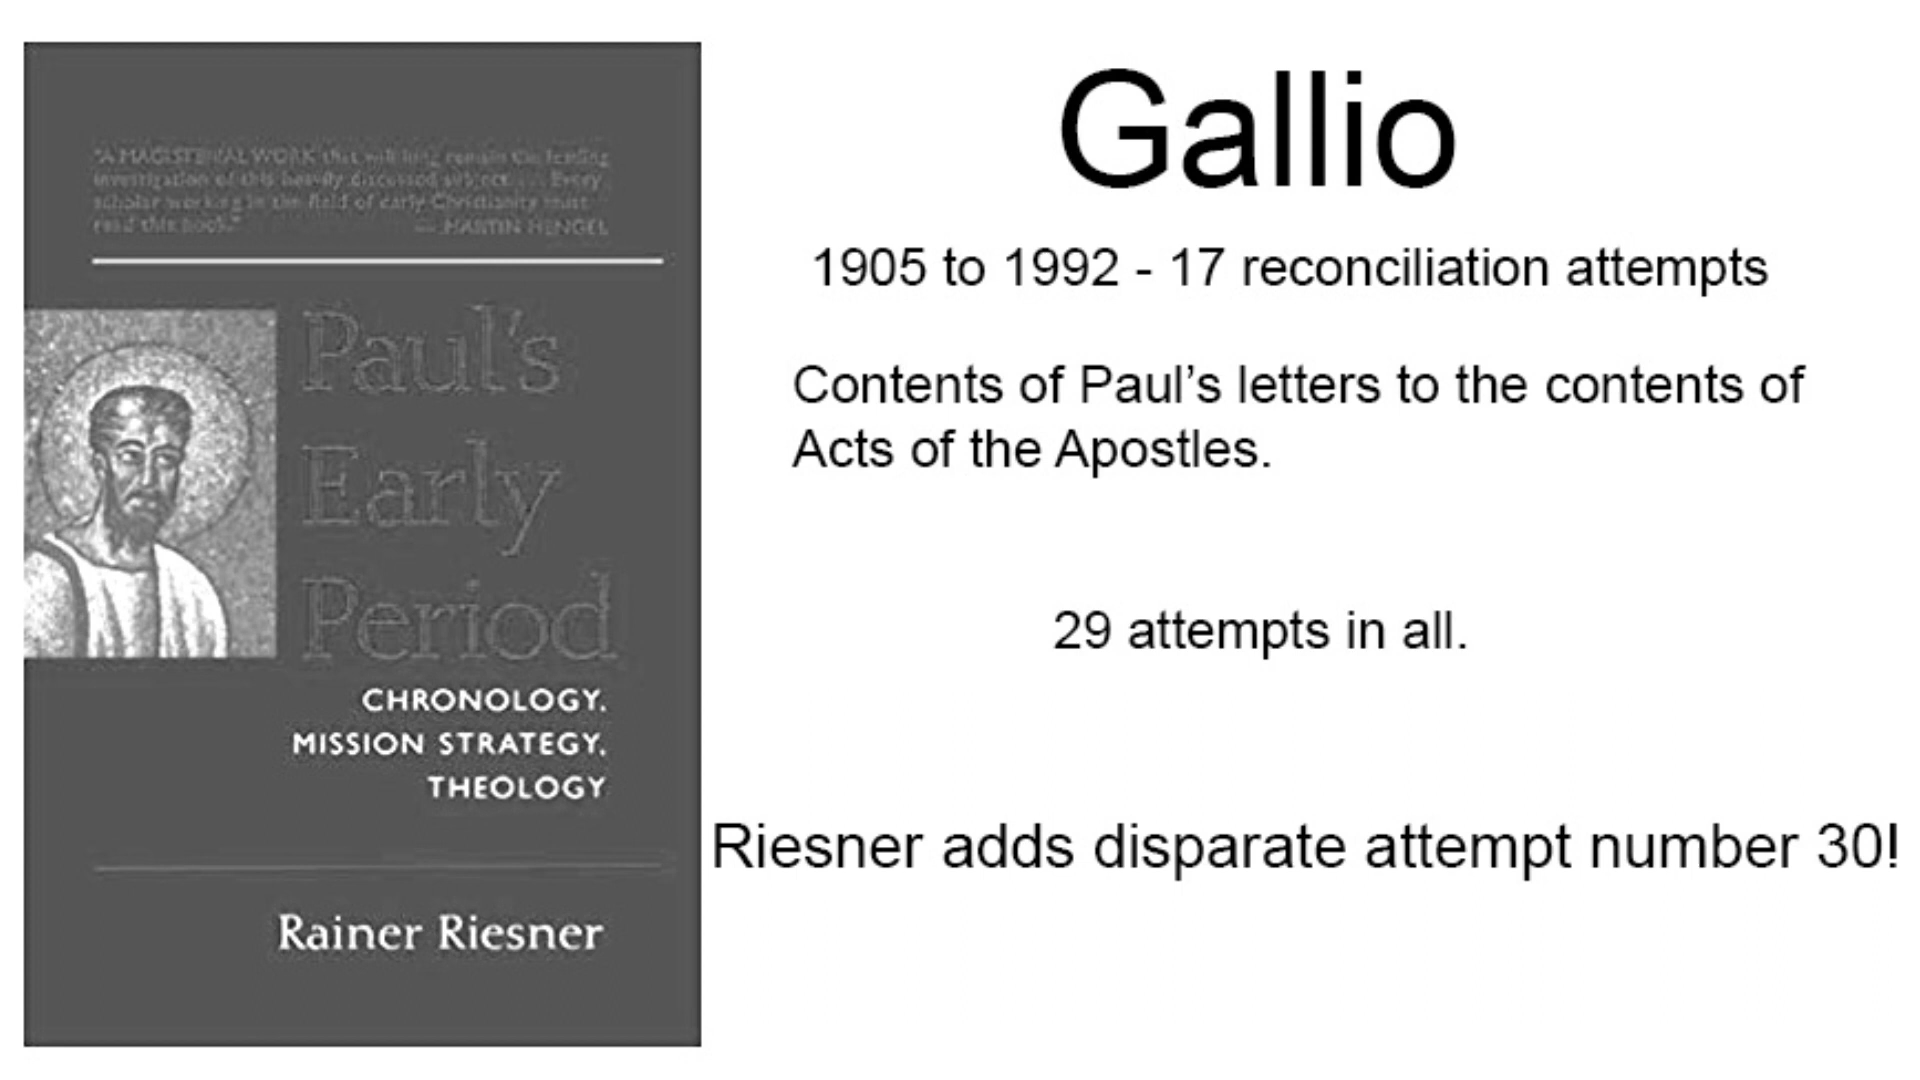 "A MAGISTERIAL WORK that will long remain the leading
investigation of this heavily discussed subject. . . . Every
scholar working in the field of early Christianity must
read this book."
— MARTIN HENGEL
Paul's
Early
Period
CHRONOLOGY,
MISSION STRATEGY,
THEOLOGY
Rainer Riesner
Gallio
1905 to 1992 - 17 reconciliation attempts
Contents of Paul’s letters to the contents of
Acts of the Apostles.
29 attempts in all.
Riesner adds disparate attempt number 30!